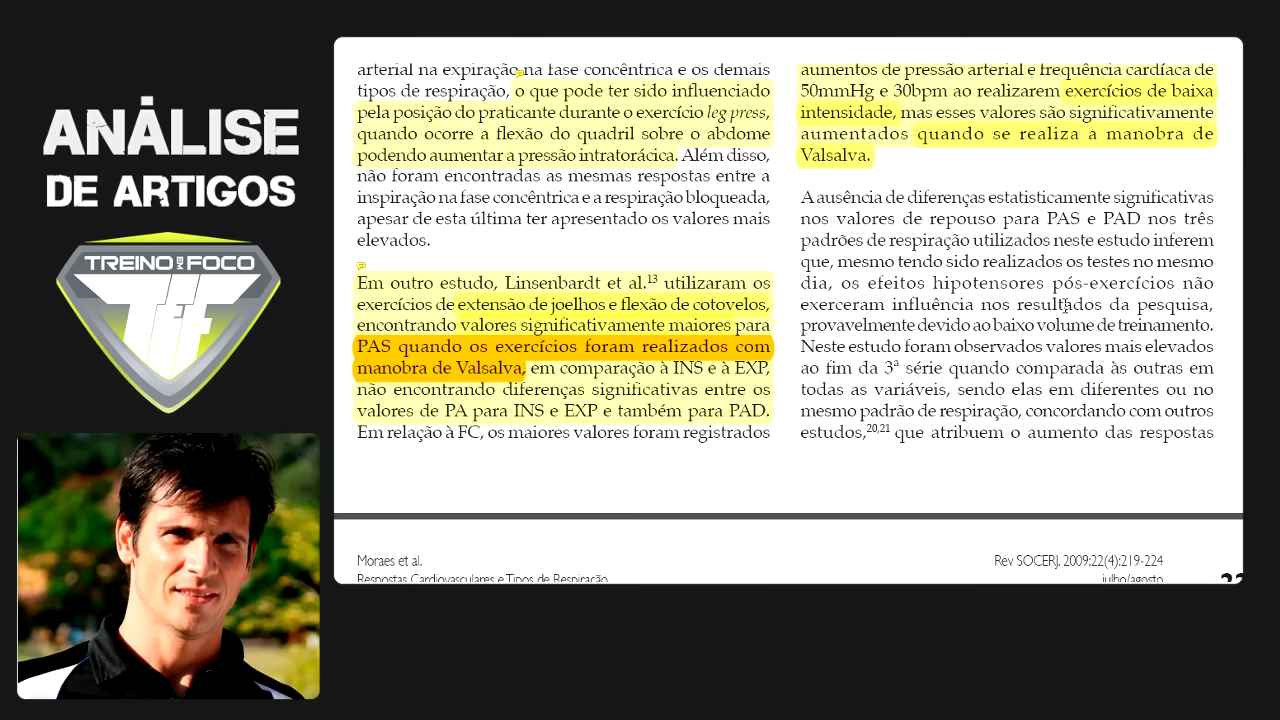 ANÁLISE
DE ARTIGOS
TREINO EM FOCO
TEF
arterial na expiração na fase concêntrica e os demais
tipos de respiração, o que pode ter sido influenciado
pela posição do praticante durante o exercício leg press,
quando ocorre a flexão do quadril sobre o abdome
podendo aumentar a pressão intratorácica. Além disso,
não foram encontradas as mesmas respostas entre a
inspiração na fase concêntrica e a respiração bloqueada,
apesar de esta última ter apresentado os valores mais
elevados.
Em outro estudo, Linsenbardt et al.13 utilizaram os
exercícios de extensão de joelhos e flexão de cotovelos,
encontrando valores significativamente maiores para
PAS quando os exercícios foram realizados com
manobra de Valsalva, em comparação à INS e à EXP,
não encontrando diferenças significativas entre os
valores de PA para INS e EXP e também para PAD.
Em relação à FC, os maiores valores foram registrados
aumentos de pressão arterial e frequência cardíaca de
50mmHg e 30bpm ao realizarem exercícios de baixa
intensidade, mas esses valores são significativamente
aumentados quando se realiza a manobra de
Valsalva.
A ausência de diferenças estatisticamente significativas
nos valores de repouso para PAS e PAD nos três
padrões de respiração utilizados neste estudo inferem
que, mesmo tendo sido realizados os testes no mesmo
dia, os efeitos hipotensores pós-exercícios não
exerceram influência nos resultados da pesquisa,
provavelmente devido ao baixo volume de treinamento.
Neste estudo foram observados valores mais elevados
ao fim da 3ª série quando comparada às outras em
todas as variáveis, sendo elas em diferentes ou no
mesmo padrão de respiração, concordando com outros
estudos,20,21 que atribuem o aumento das respostas
Moraes et al.
Respostas Cardiovasculares e Tipos de Respiração
Rev SOCERJ. 2009;22(4):219-224
julho/agosto